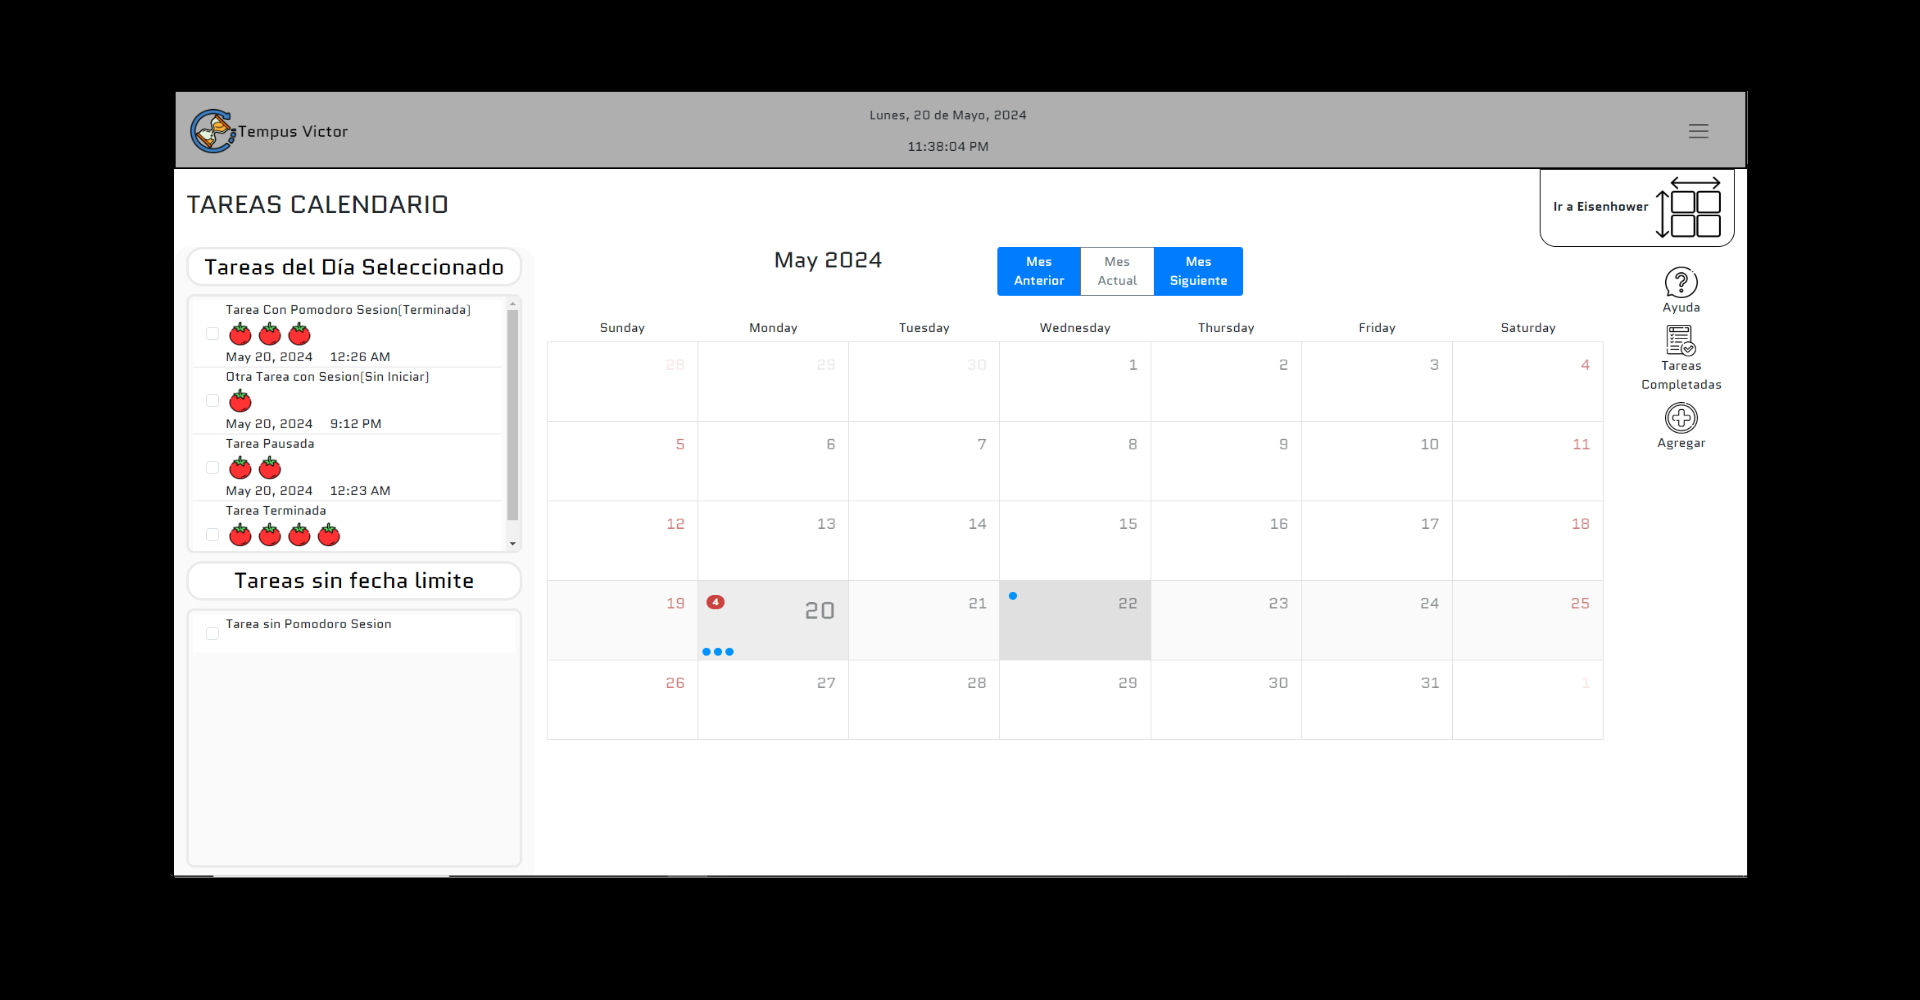 Tempus Victor
Lunes, 20 de Mayo, 2024
11:38:04 PM
TAREAS CALENDARIO
Ir a Eisenhower
Tareas del Día Seleccionado
Tarea Con Pomodoro Sesion(Terminada)
May 20, 2024 12:26 AM
Otra Tarea con Sesion(Sin Iniciar)
May 20, 2024 9:12 PM
Tarea Pausada
May 20, 2024 12:23 AM
Tarea Terminada
Tareas sin fecha limite
Tarea sin Pomodoro Sesion
May 2024
Mes Anterior
Mes Actual
Mes Siguiente
Sunday Monday Tuesday Wednesday Thursday Friday Saturday
28 29 30 1 2 3 4
5 6 7 8 9 10 11
12 13 14 15 16 17 18
19 4 20 21 22 23 24 25
26 27 28 29 30 31 1
Ayuda
Tareas
Completadas
Agregar